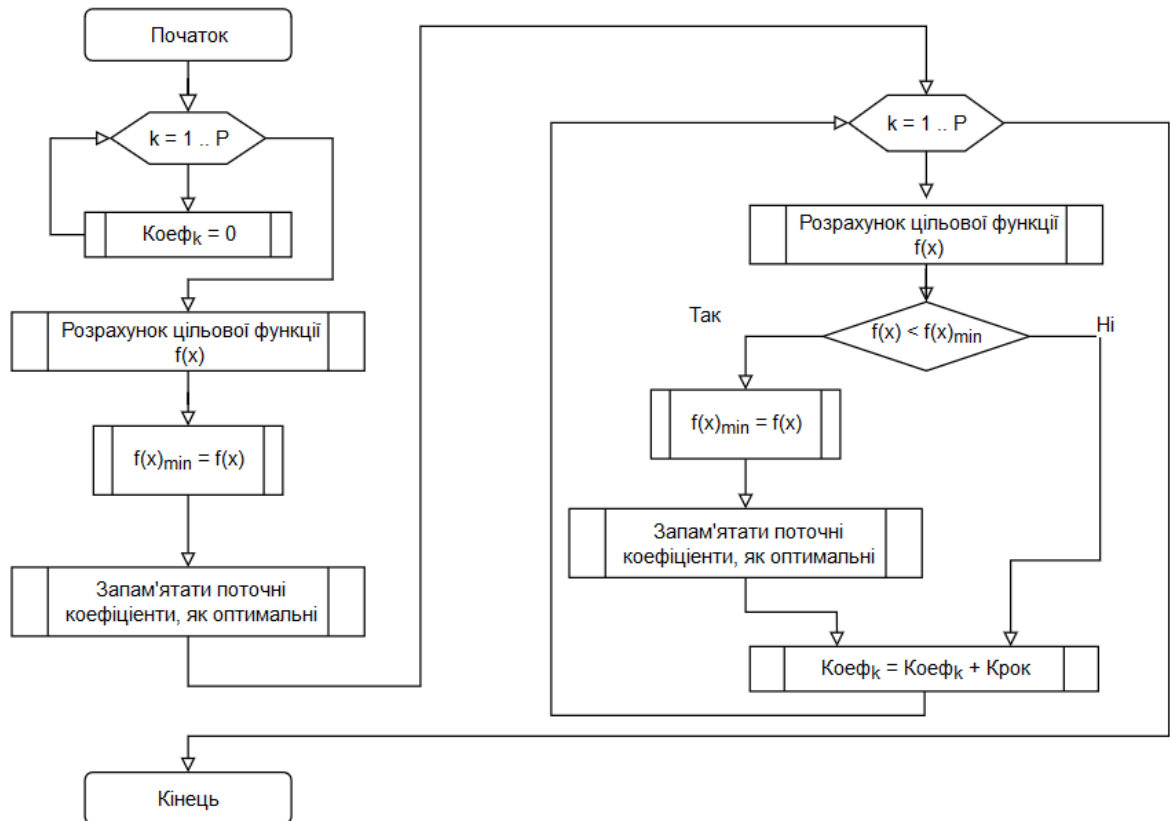 Початок
k = 1 .. P
Коефk = 0
Розрахунок цільової функції
f(x)
f(x)min = f(x)
Запам'ятати поточні
коефіцієнти, як оптимальні
k = 1 .. P
Розрахунок цільової функції
f(x)
f(x) < f(x)min
Так
Ні
f(x)min = f(x)
Запам'ятати поточні
коефіцієнти, як оптимальні
Коефk = Коефk + Крок
Кінець